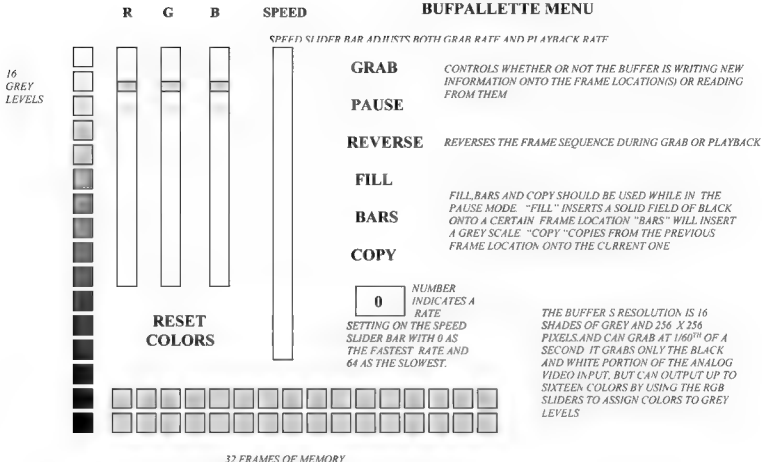 R G B SPEED
BUFPALLETTE MENU
SPEED SLIDER BAR ADJUSTS BOTH GRAB RATE AND PLAYBACK RATE
16
GREY
LEVELS
GRAB
CONTROLS WHETHER OR NOT THE BUFFER IS WRITING NEW
INFORMATION ONTO THE FRAME LOCATION(S) OR READING
FROM THEM
PAUSE
REVERSE
REVERSES THE FRAME SEQUENCE DURING GRAB OR PLAYBACK
FILL
BARS
COPY
FILL,BARS AND COPY SHOULD BE USED WHILE IN THE
PAUSE MODE. "FILL" INSERTS A SOLID FIELD OF BLACK
ONTO A CERTAIN FRAME LOCATION "BARS" WILL INSERT
A GREY SCALE "COPY "COPIES FROM THE PREVIOUS
FRAME LOCATION ONTO THE CURRENT ONE
RESET
COLORS
0
NUMBER
INDICATES A
RATE
SETTING ON THE SPEED
SLIDER BAR WITH 0 AS
THE FASTEST RATE AND
64 AS THE SLOWEST.
THE BUFFER S RESOLUTION IS 16
SHADES OF GREY AND 256 X 256
PIXELS.AND CAN GRAB AT 1/60TH OF A
SECOND IT GRABS ONLY THE BLACK
AND WHITE PORTION OF THE ANALOG
VIDEO INPUT, BUT CAN OUTPUT UP TO
SIXTEEN COLORS BY USING THE RGB
SLIDERS TO ASSIGN COLORS TO GREY
LEVELS
32 FRAMES OF MEMORY